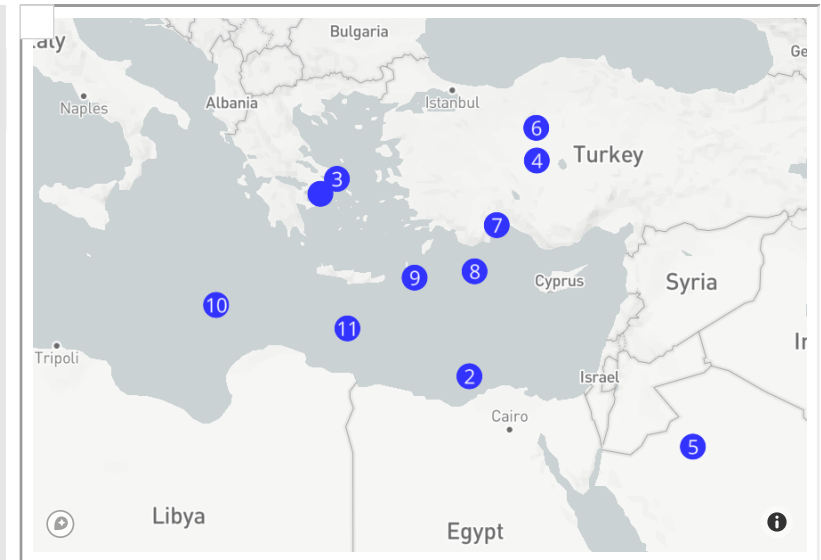 Bulgaria
aly
Ge
Naples
Albania
Istanbul
6
Turkey
4
3
7
9
8
Cyprus
Syria
10
11
Ir
Tripoli
2
Israel
Cairo
5
Libya
Egypt
i